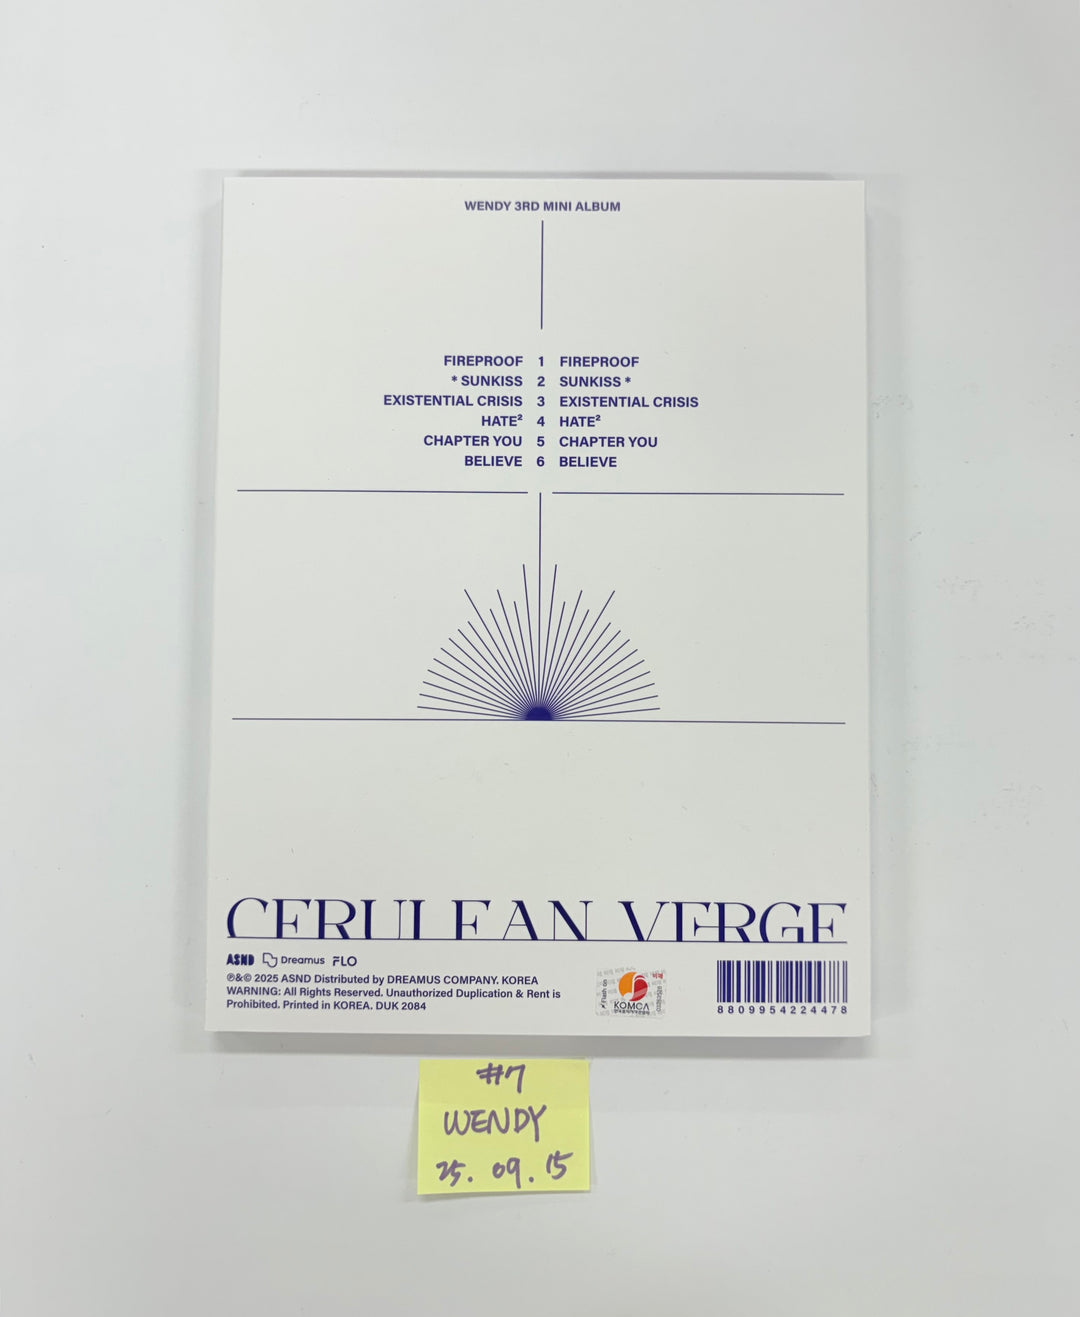 WENDY 3RD MINI ALBUM
FIREPROOF 1 FIREPROOF
* SUNKISS 2 SUNKISS *
EXISTENTIAL CRISIS 3 EXISTENTIAL CRISIS
HATE² 4 HATE²
CHAPTER YOU 5 CHAPTER YOU
BELIEVE 6 BELIEVE
CERULEAN VERGE
ASND Dreamus FLO
℗&© 2025 ASND Distributed by DREAMUS COMPANY. KOREA
WARNING: All Rights Reserved. Unauthorized Duplication & Rent is
Prohibited. Printed in KOREA. DUK 2084
KOMCA
8809954224478
#7
WENDY
25. 09. 15